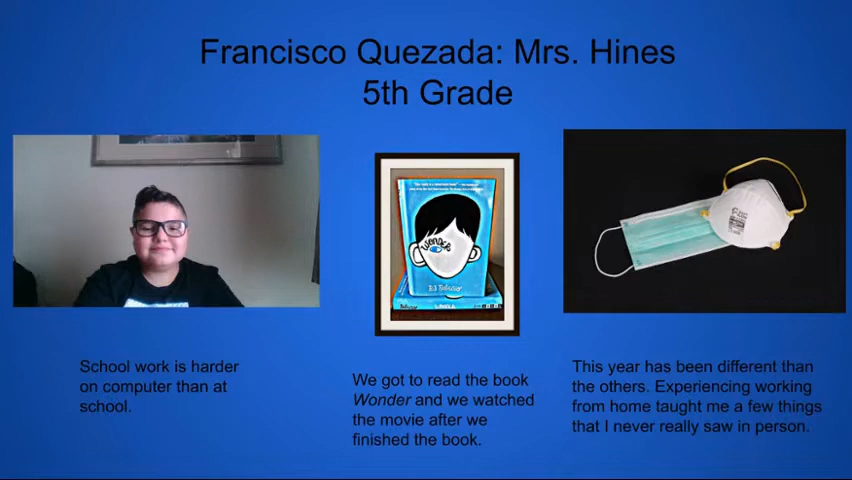 Francisco Quezada: Mrs. Hines
5th Grade
wonder
School work is harder
on computer than at
school.
We got to read the book
Wonder and we watched
the movie after we
finished the book.
This year has been different than
the others. Experiencing working
from home taught me a few things
that I never really saw in person.